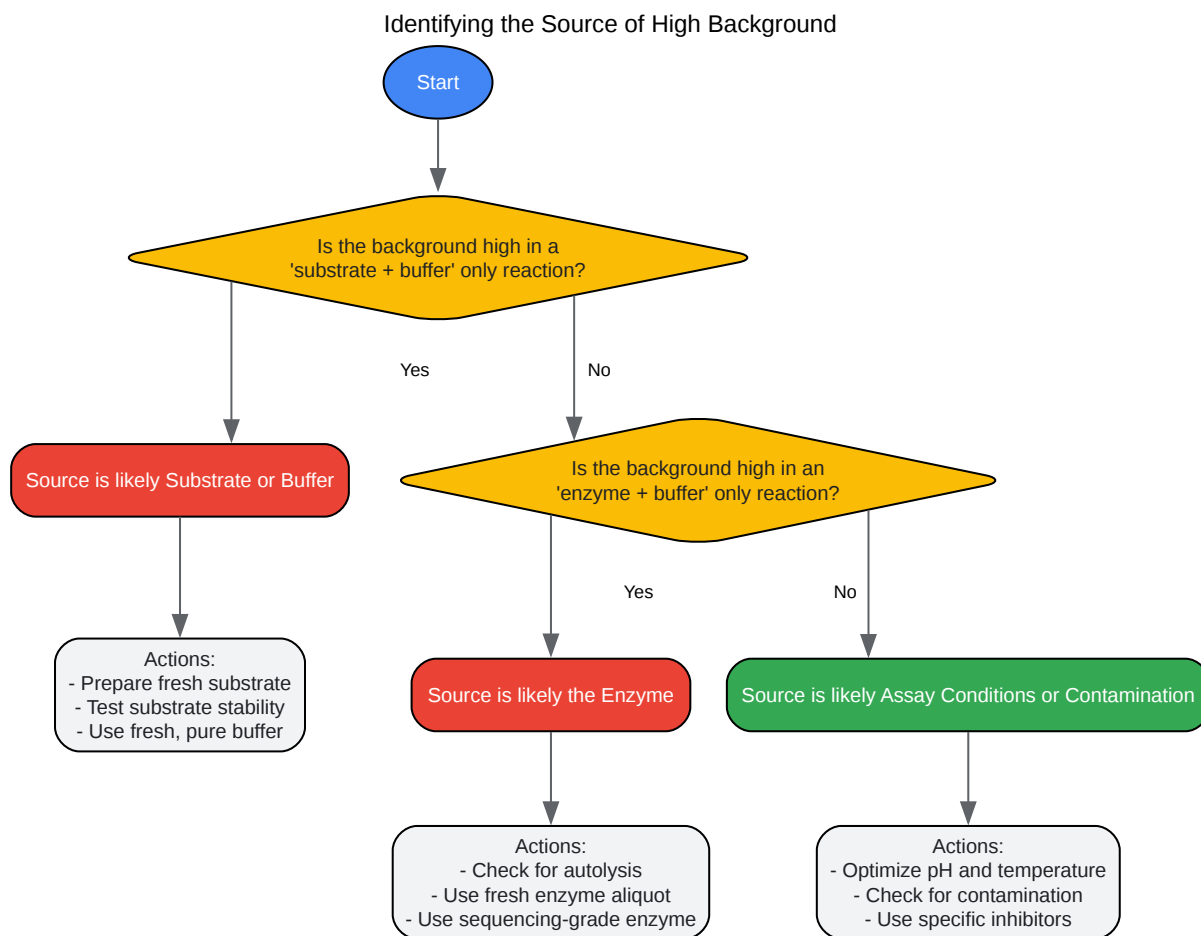 Identifying the Source of High Background
Start
Is the background high in a
'substrate + buffer' only reaction?
Yes
No
Source is likely Substrate or Buffer
Is the background high in an
'enzyme + buffer' only reaction?
Yes
No
Actions:
- Prepare fresh substrate
- Test substrate stability
- Use fresh, pure buffer
Source is likely the Enzyme
Source is likely Assay Conditions or Contamination
Actions:
- Check for autolysis
- Use fresh enzyme aliquot
- Use sequencing-grade enzyme
Actions:
- Optimize pH and temperature
- Check for contamination
- Use specific inhibitors